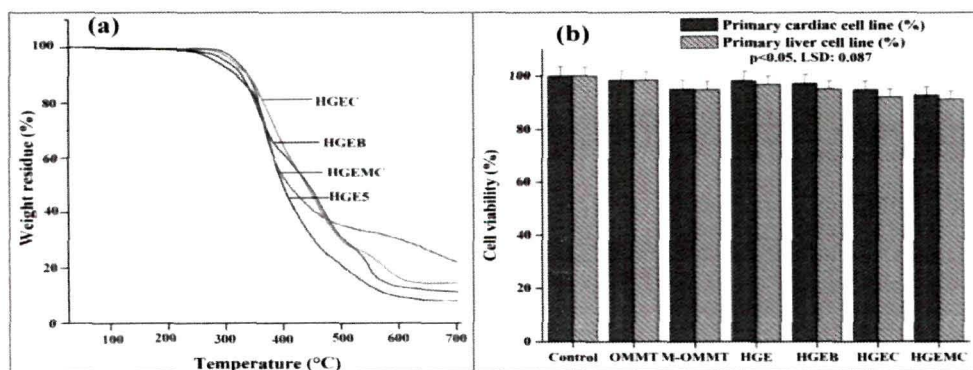 (a)
Weight residue (%)
100
80
60
40
20
0
HGEC
HGEB
HGEMC
HGE5
100 200 300 400 500 600 700
Temperature (°C)
(b)
Primary cardiac cell line (%)
Primary liver cell line (%)
p<0.05, LSD: 0.087
Cell viability (%)
100
80
60
40
20
0
Control OMMT M-OMMT HGE HGEB HGEC HGEMC